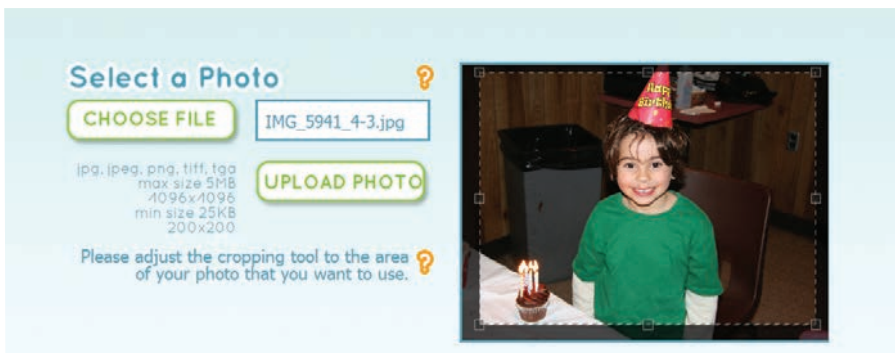 Select a Photo
CHOOSE FILE
IMG_5941_4-3.jpg
jpg, jpeg, png, tiff, tga
max size 5MB
4096x4096
min size 25KB
200x200
UPLOAD PHOTO
Please adjust the cropping tool to the area
of your photo that you want to use.
Happy
Birthday